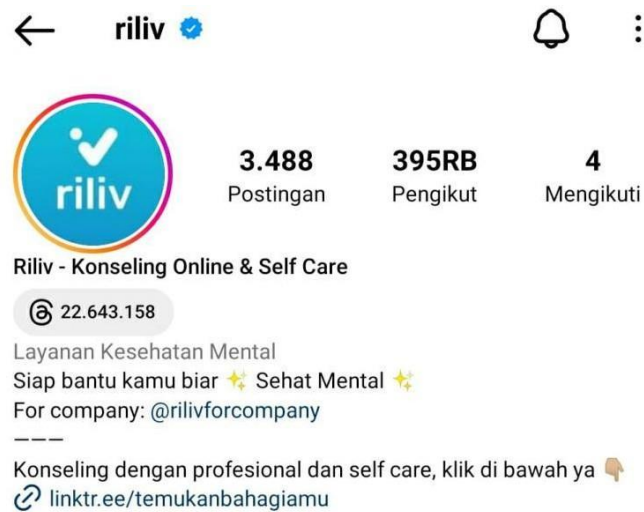 riliv
riliv
3.488 395RB 4
Postingan Pengikut Mengikuti
Riliv - Konseling Online & Self Care
22.643.158
Layanan Kesehatan Mental
Siap bantu kamu biar ✨ Sehat Mental ✨
For company: @rilivforcompany
———
Konseling dengan profesional dan self care, klik di bawah ya 👇🏼
linktr.ee/temukanbahagiamu